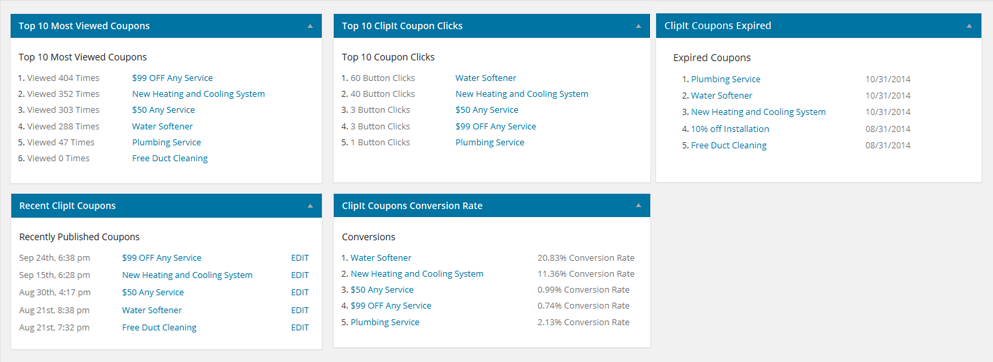 Top 10 Most Viewed Coupons
Top 10 Most Viewed Coupons
1. Viewed 404 Times $99 OFF Any Service
2. Viewed 352 Times New Heating and Cooling System
3. Viewed 303 Times $50 Any Service
4. Viewed 288 Times Water Softener
5. Viewed 47 Times Plumbing Service
6. Viewed 0 Times Free Duct Cleaning
Top 10 ClipIt Coupon Clicks
Top 10 Coupon Clicks
1. 60 Button Clicks Water Softener
2. 40 Button Clicks New Heating and Cooling System
3. 3 Button Clicks $50 Any Service
4. 3 Button Clicks $99 OFF Any Service
5. 1 Button Clicks Plumbing Service
ClipIt Coupons Expired
Expired Coupons
1. Plumbing Service 10/31/2014
2. Water Softener 10/31/2014
3. New Heating and Cooling System 10/31/2014
4. 10% off Installation 08/31/2014
5. Free Duct Cleaning 08/31/2014
Recent ClipIt Coupons
Recently Published Coupons
Sep 24th, 6:38 pm $99 OFF Any Service EDIT
Sep 15th, 6:28 pm New Heating and Cooling System EDIT
Aug 30th, 4:17 pm $50 Any Service EDIT
Aug 21st, 8:38 pm Water Softener EDIT
Aug 21st, 7:32 pm Free Duct Cleaning EDIT
ClipIt Coupons Conversion Rate
Conversions
1. Water Softener 20.83% Conversion Rate
2. New Heating and Cooling System 11.36% Conversion Rate
3. $50 Any Service 0.99% Conversion Rate
4. $99 OFF Any Service 0.74% Conversion Rate
5. Plumbing Service 2.13% Conversion Rate